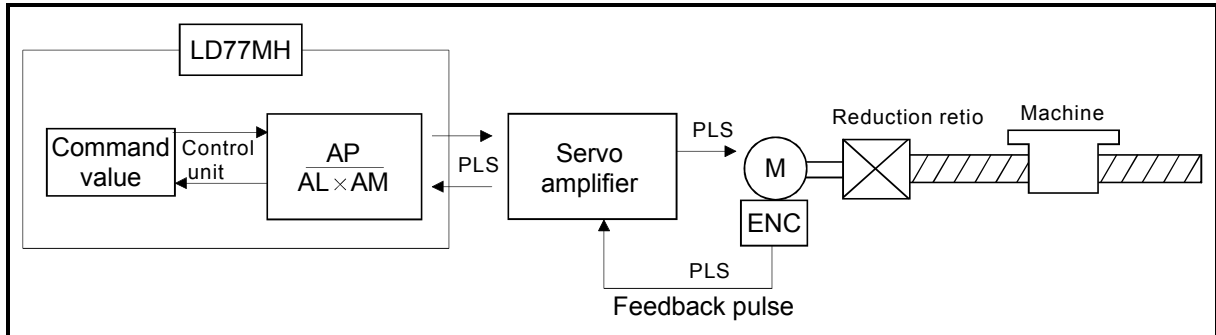 LD77MH
Command
value
Control
unit
AP
AL × AM
PLS
Servo
amplifier
PLS
M
ENC
Reduction retio
Machine
PLS
Feedback pulse